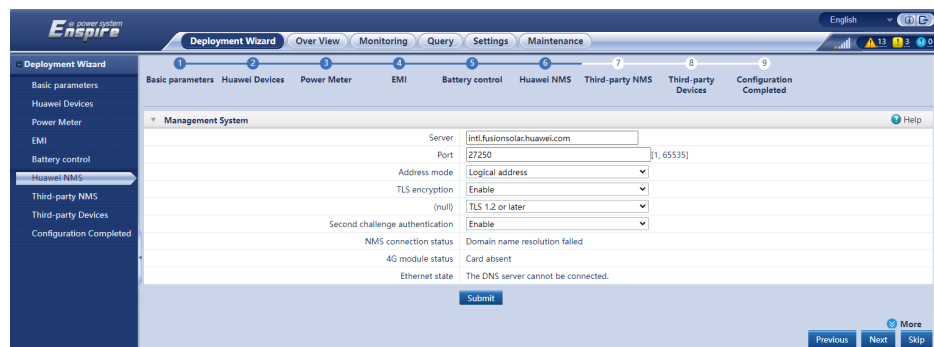 e power system
Enspire
English
Deployment Wizard Over View Monitoring Query Settings Maintenance
13 3 0
Deployment Wizard
Basic parameters
Huawei Devices
Power Meter
EMI
Battery control
Huawei NMS
Third-party NMS
Third-party Devices
Configuration Completed
1 2 3 4 5 6 7 8 9
Basic parameters Huawei Devices Power Meter EMI Battery control Huawei NMS Third-party NMS Third-party Devices Configuration Completed
Management System Help
Server intl.fusionsolar.huawei.com
Port 27250 [1, 65535]
Address mode Logical address
TLS encryption Enable
(null) TLS 1.2 or later
Second challenge authentication Enable
NMS connection status Domain name resolution failed
4G module status Card absent
Ethernet state The DNS server cannot be connected.
Submit
More
Previous Next Skip